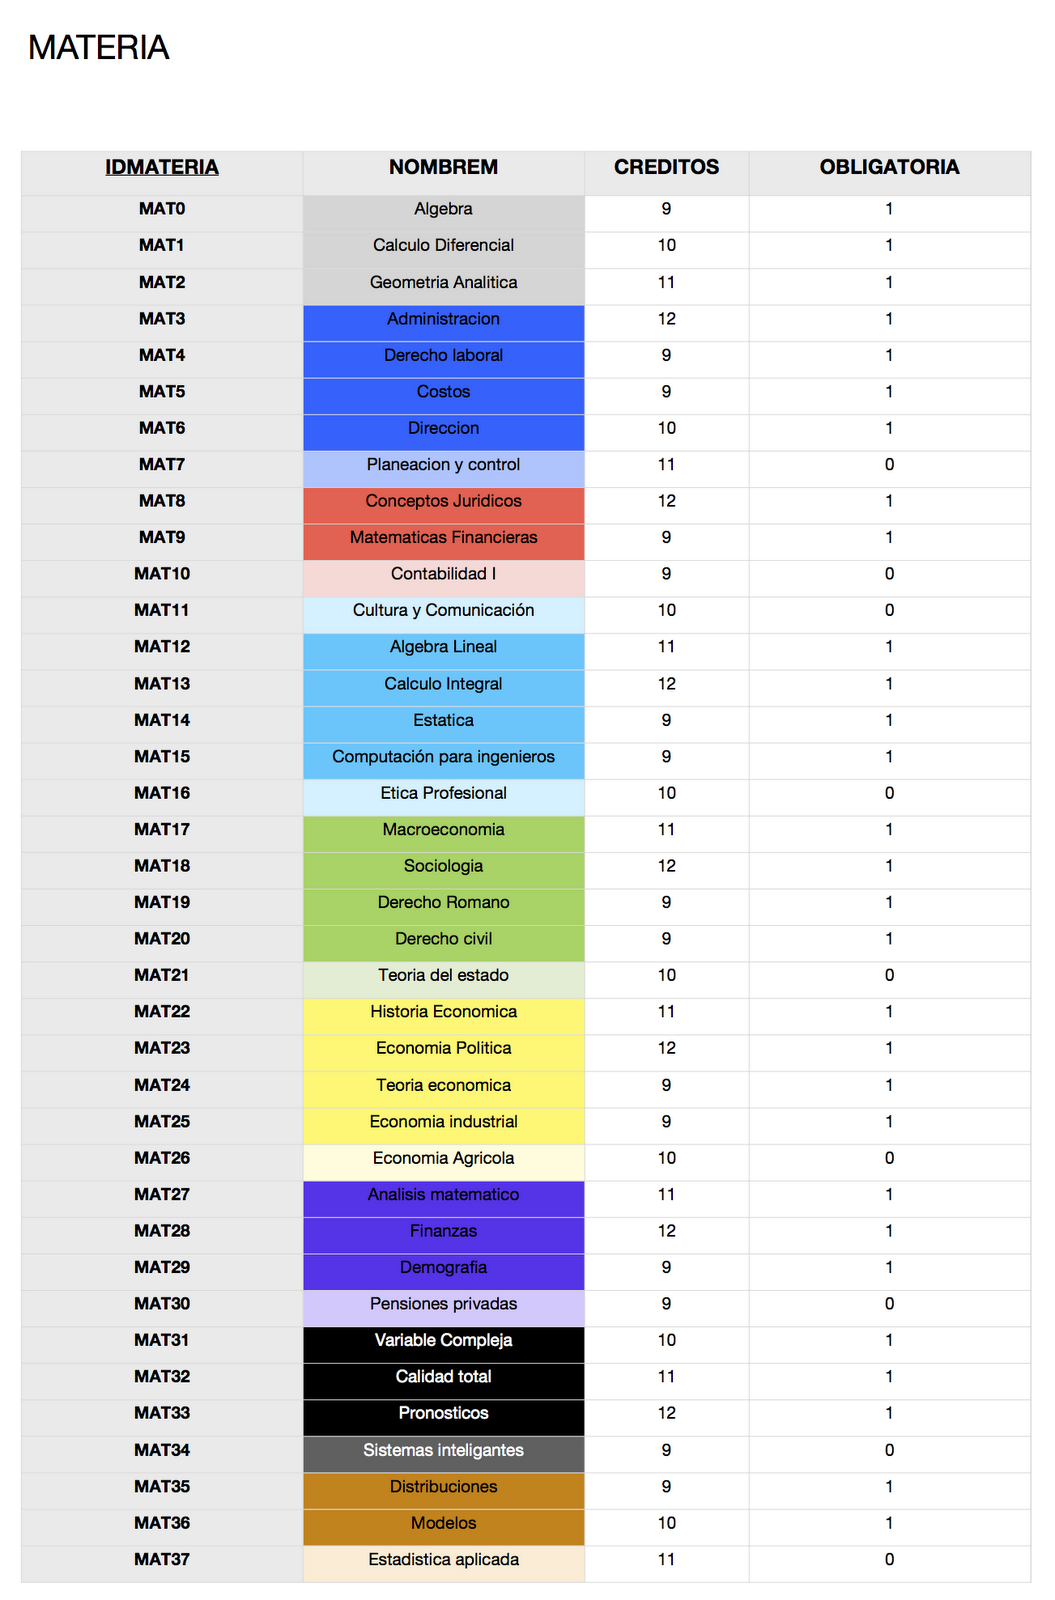 MATERIA
IDMATERIA NOMBREM CREDITOS OBLIGATORIA
MAT0 Algebra 9 1
MAT1 Calculo Diferencial 10 1
MAT2 Geometria Analitica 11 1
MAT3 Administracion 12 1
MAT4 Derecho laboral 9 1
MAT5 Costos 9 1
MAT6 Direccion 10 1
MAT7 Planeacion y control 11 0
MAT8 Conceptos Juridicos 12 1
MAT9 Matematicas Financieras 9 1
MAT10 Contabilidad I 9 0
MAT11 Cultura y Comunicación 10 0
MAT12 Algebra Lineal 11 1
MAT13 Calculo Integral 12 1
MAT14 Estatica 9 1
MAT15 Computación para ingenieros 9 1
MAT16 Etica Profesional 10 0
MAT17 Macroeconomia 11 1
MAT18 Sociologia 12 1
MAT19 Derecho Romano 9 1
MAT20 Derecho civil 9 1
MAT21 Teoria del estado 10 0
MAT22 Historia Economica 11 1
MAT23 Economia Politica 12 1
MAT24 Teoria economica 9 1
MAT25 Economia industrial 9 1
MAT26 Economia Agricola 10 0
MAT27 Analisis matematico 11 1
MAT28 Finanzas 12 1
MAT29 Demografia 9 1
MAT30 Pensiones privadas 9 0
MAT31 Variable Compleja 10 1
MAT32 Calidad total 11 1
MAT33 Pronosticos 12 1
MAT34 Sistemas inteligantes 9 0
MAT35 Distribuciones 9 1
MAT36 Modelos 10 1
MAT37 Estadistica aplicada 11 0